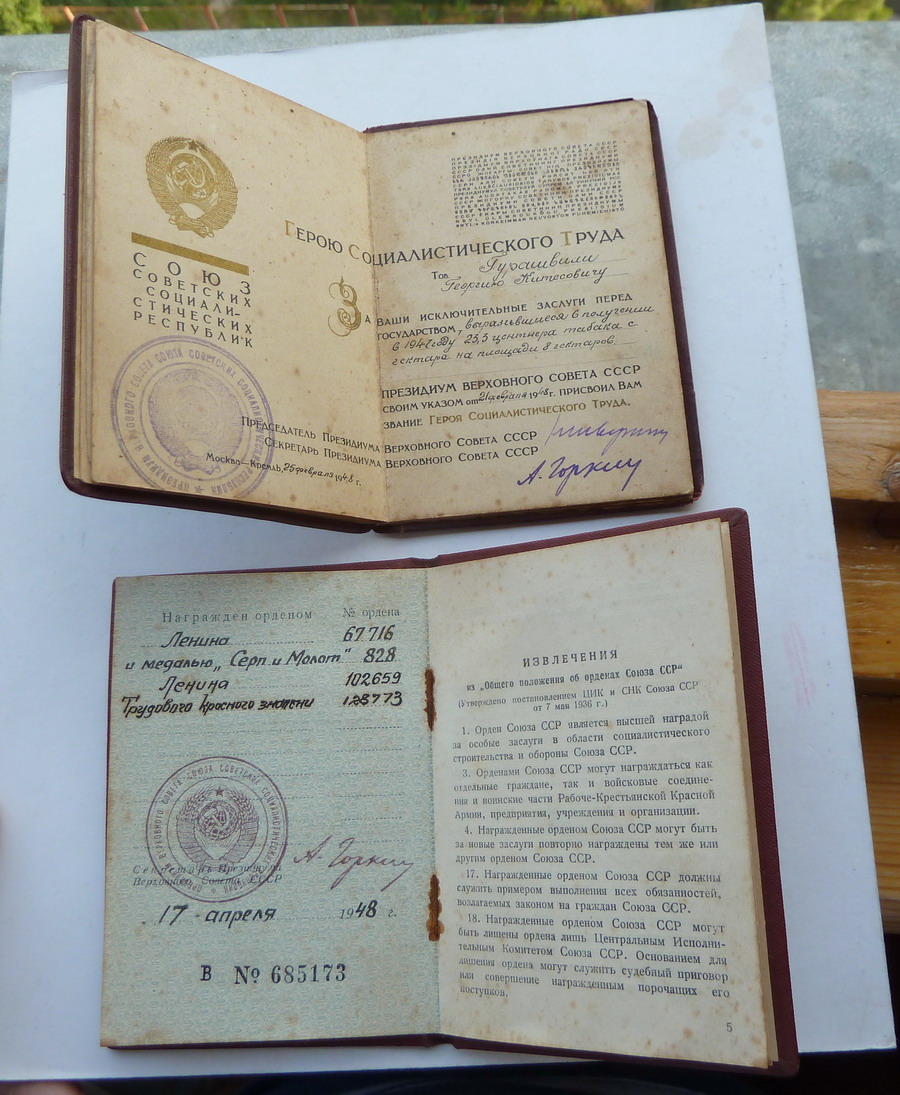 СОЮЗ
СОВЕТСКИХ
СОЦИАЛИ-
СТИЧЕСКИХ
РЕСПУБЛИК
ГЕРОЮ СОЦИАЛИСТИЧЕСКОГО ТРУДА
Тов.
Георгию Китесовичу
ЗА ВАШИ ИСКЛЮЧИТЕЛЬНЫЕ ЗАСЛУГИ ПЕРЕД
ГОСУДАРСТВОМ, выразившиеся в получении
в 1947 году 25,5 центнера табака с
гектара на площади 8 гектаров,
ПРЕЗИДИУМ ВЕРХОВНОГО СОВЕТА СССР
СВОИМ УКАЗОМ от 21 февраля 1948 г. ПРИСВОИЛ ВАМ
ЗВАНИЕ ГЕРОЯ СОЦИАЛИСТИЧЕСКОГО ТРУДА.
ПРЕДСЕДАТЕЛЬ ПРЕЗИДИУМА ВЕРХОВНОГО СОВЕТА СССР
СЕКРЕТАРЬ ПРЕЗИДИУМА ВЕРХОВНОГО СОВЕТА СССР А. Горкин
Москва-Кремль, 25 февраля 1948 г.
Награжден орденом № ордена
Ленина 67716
и медалью „Серп и Молот" 828
Ленина 102659
Трудового Красного знамени 128773
Секретарь Президиума
Верховного Совета СССР
А. Горкин
17 апреля 1948 г.
В № 685173
ИЗВЛЕЧЕНИЯ
из „Общего положения об орденах Союза ССР"
(Утверждено постановлением ЦИК и СНК Союза ССР
от 7 мая 1936 г.)
1. Орден Союза ССР является высшей наградой
за особые заслуги в области социалистического
строительства и обороны Союза ССР.
3. Орденами Союза ССР могут награждаться как
отдельные граждане, так и войсковые соедине-
ния и воинские части Рабоче-Крестьянской Красной
Армии, предприятия, учреждения и организации.
4. Награжденные орденом Союза ССР могут быть
за новые заслуги повторно награждены тем же или
другим орденом Союза ССР.
17. Награжденные орденом Союза ССР должны
служить примером выполнения всех обязанностей,
возлагаемых законом на граждан Союза ССР.
18. Награжденные орденом Союза ССР могут
быть лишены ордена лишь Центральным Исполни-
тельным Комитетом Союза ССР. Основанием для
лишения ордена могут служить судебный приговор
или совершение награжденным порочащих его
поступков.
5